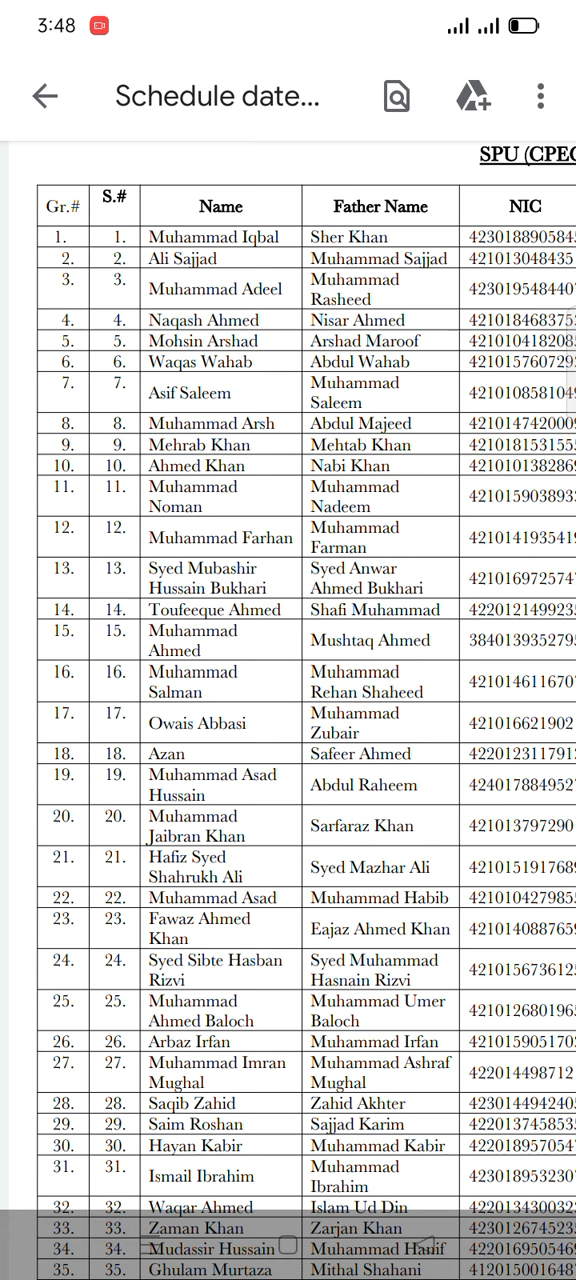 3:48
Schedule date...
SPU (CPEC
Gr.# S.# Name Father Name NIC
1. 1. Muhammad Iqbal Sher Khan 423018890584
2. 2. Ali Sajjad Muhammad Sajjad 421013048435
3. 3. Muhammad Adeel Muhammad Rasheed 423019548440
4. 4. Naqash Ahmed Nisar Ahmed 421018468375
5. 5. Mohsin Arshad Arshad Maroof 421010418208
6. 6. Waqas Wahab Abdul Wahab 421015760729
7. 7. Asif Saleem Muhammad Saleem 421010858104
8. 8. Muhammad Arsh Abdul Majeed 421014742000
9. 9. Mehrab Khan Mehtab Khan 421018153155
10. 10. Ahmed Khan Nabi Khan 421010138286
11. 11. Muhammad Noman Muhammad Nadeem 421015903893
12. 12. Muhammad Farhan Muhammad Farman 421014193541
13. 13. Syed Mubashir Hussain Bukhari Syed Anwar Ahmed Bukhari 421016972574
14. 14. Toufeeque Ahmed Shafi Muhammad 422012149923
15. 15. Muhammad Ahmed Mushtaq Ahmed 384013935279
16. 16. Muhammad Salman Muhammad Rehan Shaheed 421014611670
17. 17. Owais Abbasi Muhammad Zubair 421016621902
18. 18. Azan Safeer Ahmed 422012311791
19. 19. Muhammad Asad Hussain Abdul Raheem 424017884952
20. 20. Muhammad Jaibran Khan Sarfaraz Khan 421013797290
21. 21. Hafiz Syed Shahrukh Ali Syed Mazhar Ali 421015191768
22. 22. Muhammad Asad Muhammad Habib 421010427985
23. 23. Fawaz Ahmed Khan Eajaz Ahmed Khan 421014088765
24. 24. Syed Sibte Hasban Rizvi Syed Muhammad Hasnain Rizvi 421015673612
25. 25. Muhammad Ahmed Baloch Muhammad Umer Baloch 421012680196
26. 26. Arbaz Irfan Muhammad Irfan 421015905170
27. 27. Muhammad Imran Mughal Muhammad Ashraf Mughal 422014498712
28. 28. Saqib Zahid Zahid Akhter 423014494240
29. 29. Saim Roshan Sajjad Karim 422013745853
30. 30. Hayan Kabir Muhammad Kabir 422018957054
31. 31. Ismail Ibrahim Muhammad Ibrahim 423018953230
32. 32. Waqar Ahmed Islam Ud Din 422013430032
33. 33. Zaman Khan Zarjan Khan 423012674523
34. 34. Mudassir Hussain Muhammad Hanif 422016950546
35. 35. Ghulam Murtaza Mithal Shahani 412015001648